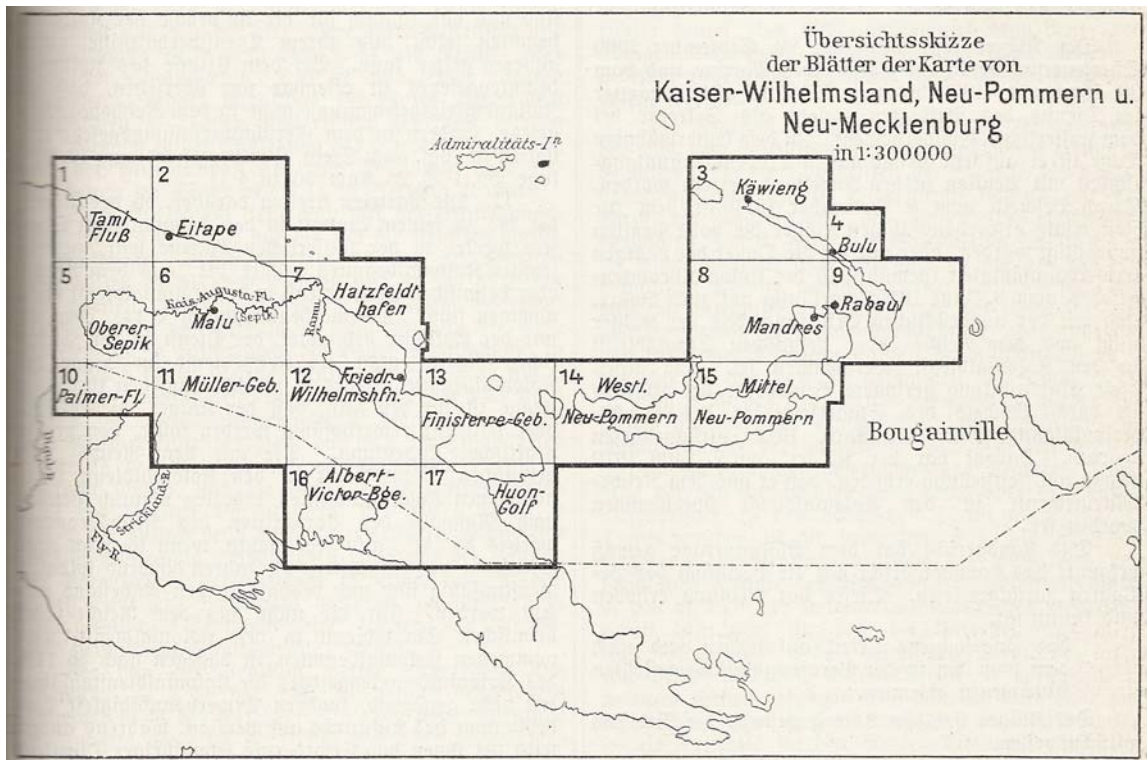 Übersichtsskizze
der Blätter der Karte von
Kaiser-Wilhelmsland, Neu-Pommern u.
Neu-Mecklenburg
in 1:300000
Admiralitäts-Iⁿ
1
Tami
Fluß
2
Eitape
3
Käwieng
4
Bulu
5
Oberer
Sepik
6
Kais. Augusta-Fl.
(Sepik)
Malu
7
Ramu
Hatzfeldt-
hafen
8
Mandres
9
Rabaul
10
Palmer-Fl.
11
Müller-Geb.
12
Friedr.
Wilhelmshfn.
13
Finisterre-Geb.
14
Westl.
Neu-Pommern
15
Mittel
Neu-Pommern
Bougainville
16
Albert-
Victor-Bge.
17
Huon-
Golf
Strickland-R.
Fly-R.